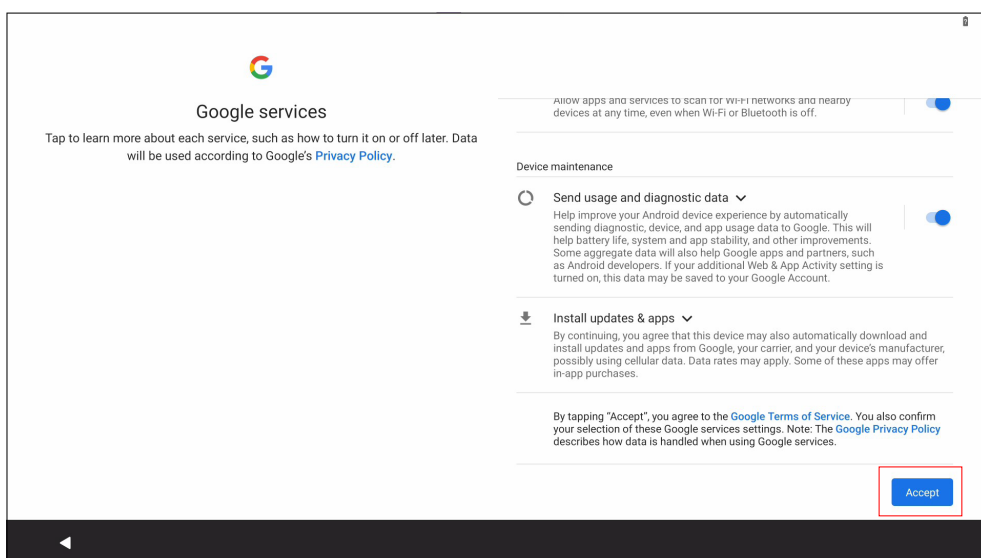 Google services
Tap to learn more about each service, such as how to turn it on or off later. Data
will be used according to Google's Privacy Policy.
Allow apps and services to scan for Wi-Fi networks and nearby
devices at any time, even when Wi-Fi or Bluetooth is off.
Device maintenance
Send usage and diagnostic data
Help improve your Android device experience by automatically
sending diagnostic, device, and app usage data to Google. This will
help battery life, system and app stability, and other improvements.
Some aggregate data will also help Google apps and partners, such
as Android developers. If your additional Web & App Activity setting is
turned on, this data may be saved to your Google Account.
Install updates & apps
By continuing, you agree that this device may also automatically download and
install updates and apps from Google, your carrier, and your device's manufacturer,
possibly using cellular data. Data rates may apply. Some of these apps may offer
in-app purchases.
By tapping “Accept”, you agree to the Google Terms of Service. You also confirm
your selection of these Google services settings. Note: The Google Privacy Policy
describes how data is handled when using Google services.
Accept